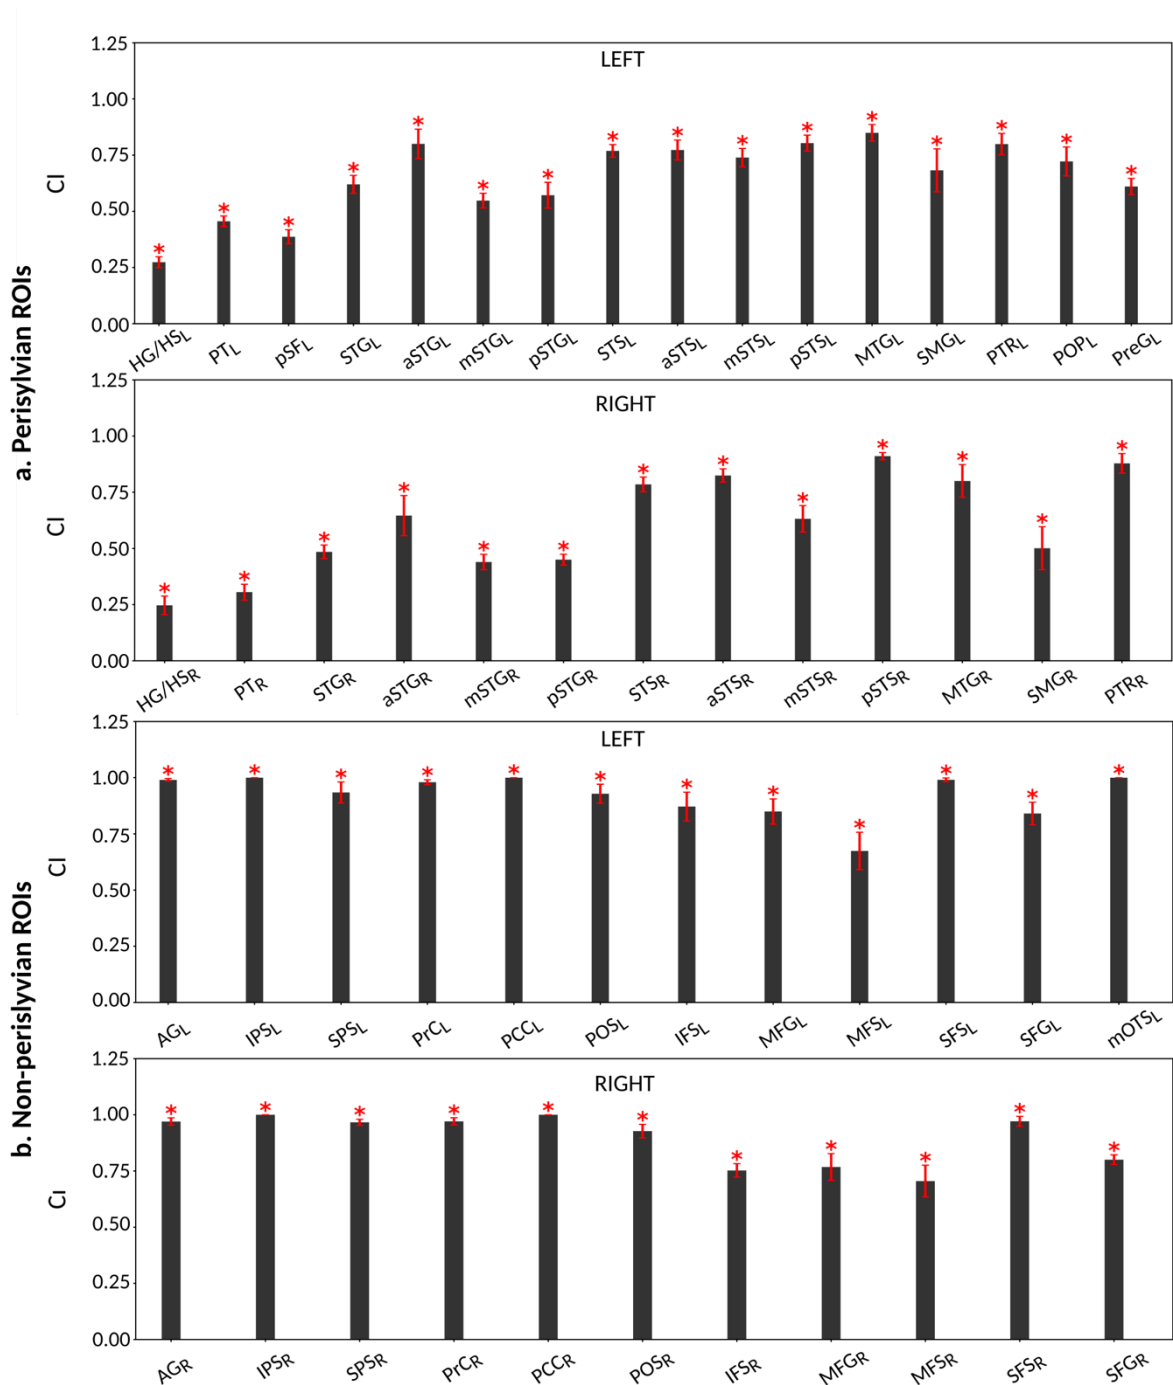 a. Perisylvian ROIs
LEFT
CI
1.25
1.00
0.75
0.50
0.25
0.00
HG/HSL PTL pSFL STGL aSTGL mSTGL pSTGL STSL aSTSL mSTSL pSTSL MTGL SMGL PTRL POPL PreGL
RIGHT
CI
1.25
1.00
0.75
0.50
0.25
0.00
HG/HSR PTR STGR aSTGR mSTGR pSTGR STSR aSTSR mSTSR pSTSR MTGR SMGR PTRR
b. Non-perislyvian ROIs
LEFT
CI
1.25
1.00
0.75
0.50
0.25
0.00
AGL IPSL SPSL PrCL PCCL POSL IFSL MFGL MFSL SFSL SFGL mOTSL
RIGHT
CI
1.25
1.00
0.75
0.50
0.25
0.00
AGR IPSR SPSR PrCR PCCR POSR IFSR MFGR MFSR SFSR SFGR